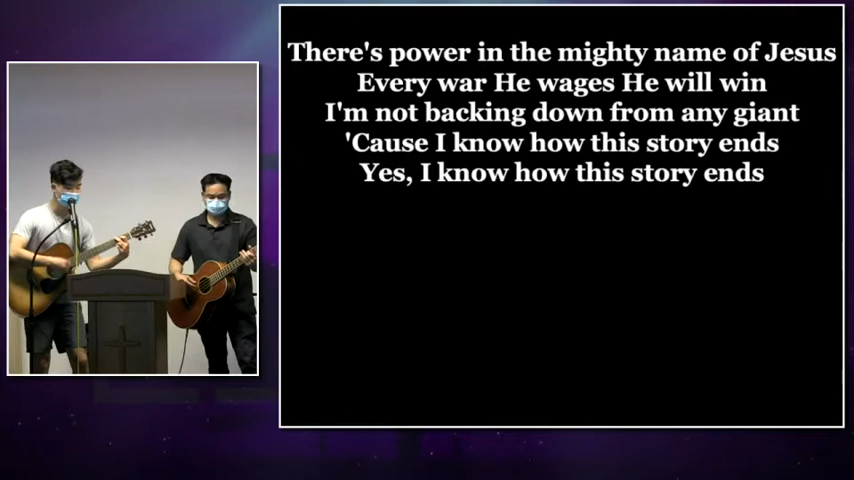 There's power in the mighty name of Jesus
Every war He wages He will win
I'm not backing down from any giant
'Cause I know how this story ends
Yes, I know how this story ends